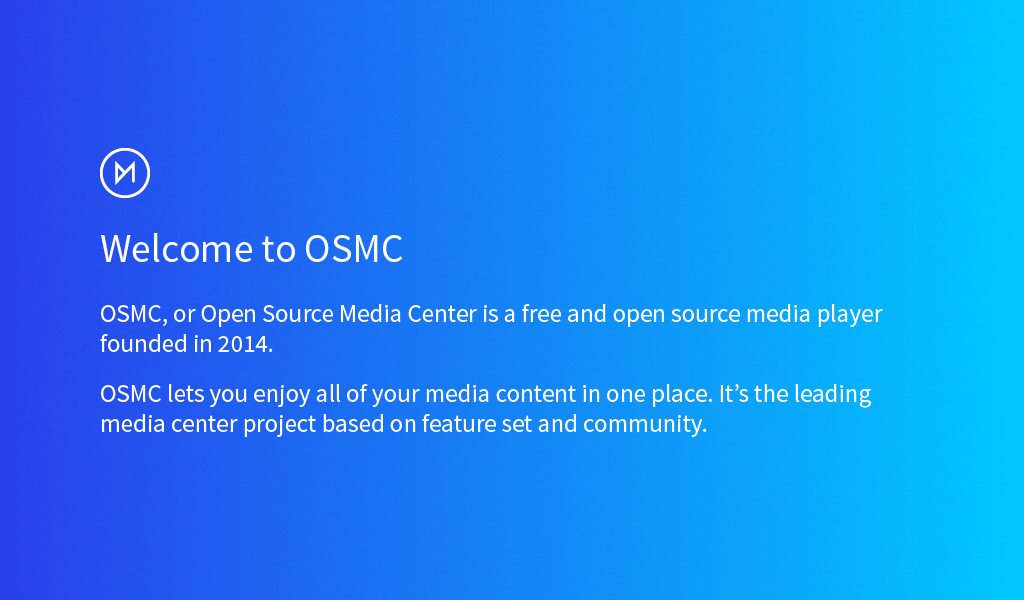 Welcome to OSMC
OSMC, or Open Source Media Center is a free and open source media player
founded in 2014.
OSMC lets you enjoy all of your media content in one place. It’s the leading
media center project based on feature set and community.